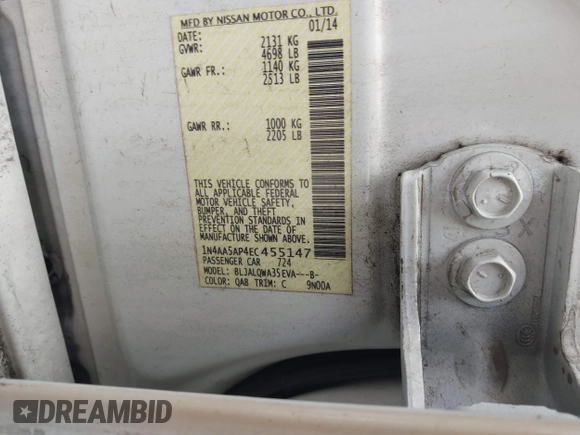 MFD BY NISSAN MOTOR CO., LTD.
DATE: 01/14
GVWR: 2131 KG
4698 LB
GAWR FR.: 1140 KG
2513 LB
GAWR RR.: 1000 KG
2205 LB
THIS VEHICLE CONFORMS TO
ALL APPLICABLE FEDERAL
MOTOR VEHICLE SAFETY,
BUMPER, AND THEFT
PREVENTION STANDARDS
IN EFFECT ON THE DATE OF
MANUFACTURE SHOWN ABOVE.
1N4AA5AP4EC455147
PASSENGER CAR 724
MODEL: BLJALQWA35EVA---B-
COLOR: QAB TRIM: C 9N00A
DREAMBID